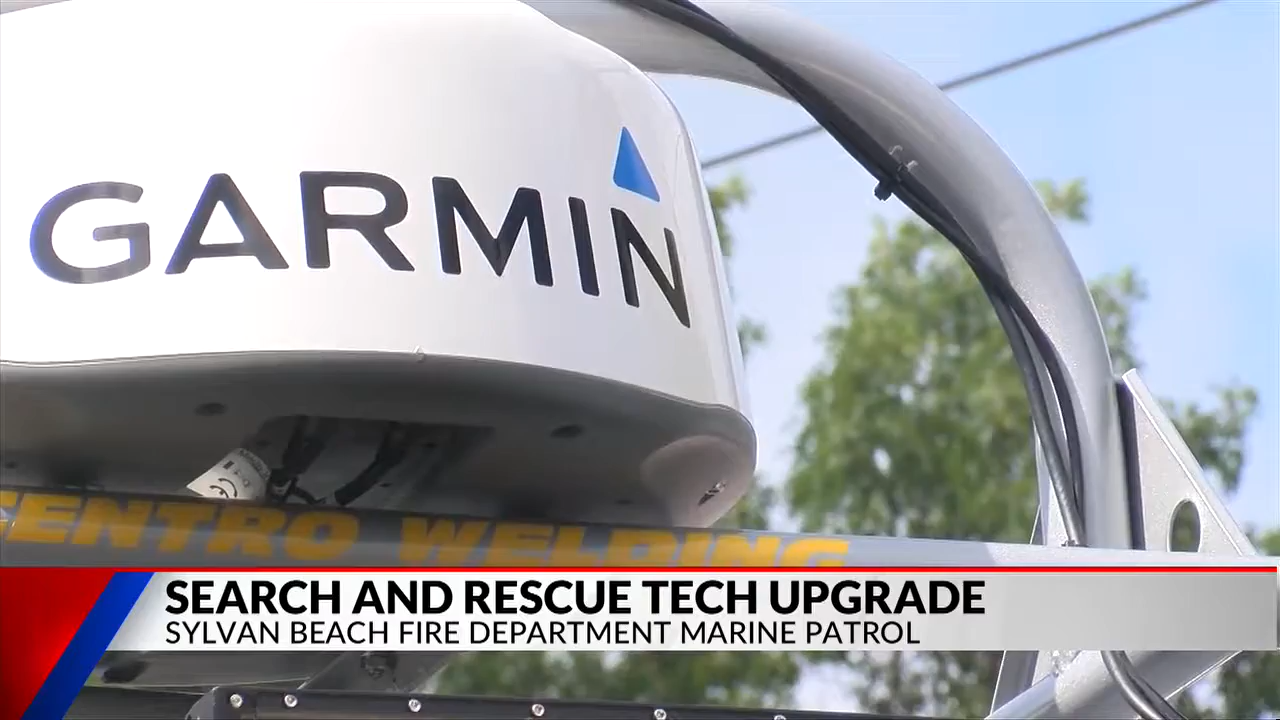 GARMIN
CENTRO WELDING
SEARCH AND RESCUE TECH UPGRADE
SYLVAN BEACH FIRE DEPARTMENT MARINE PATROL